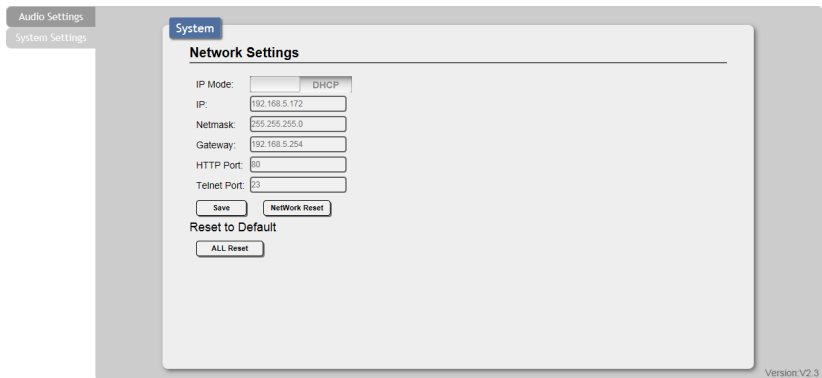 Audio Settings
System Settings
System
Network Settings
IP Mode: DHCP
IP: 192.168.5.172
Netmask: 255.255.255.0
Gateway: 192.168.5.254
HTTP Port: 80
Telnet Port: 23
Save NetWork Reset
Reset to Default
ALL Reset
Version:V2.3